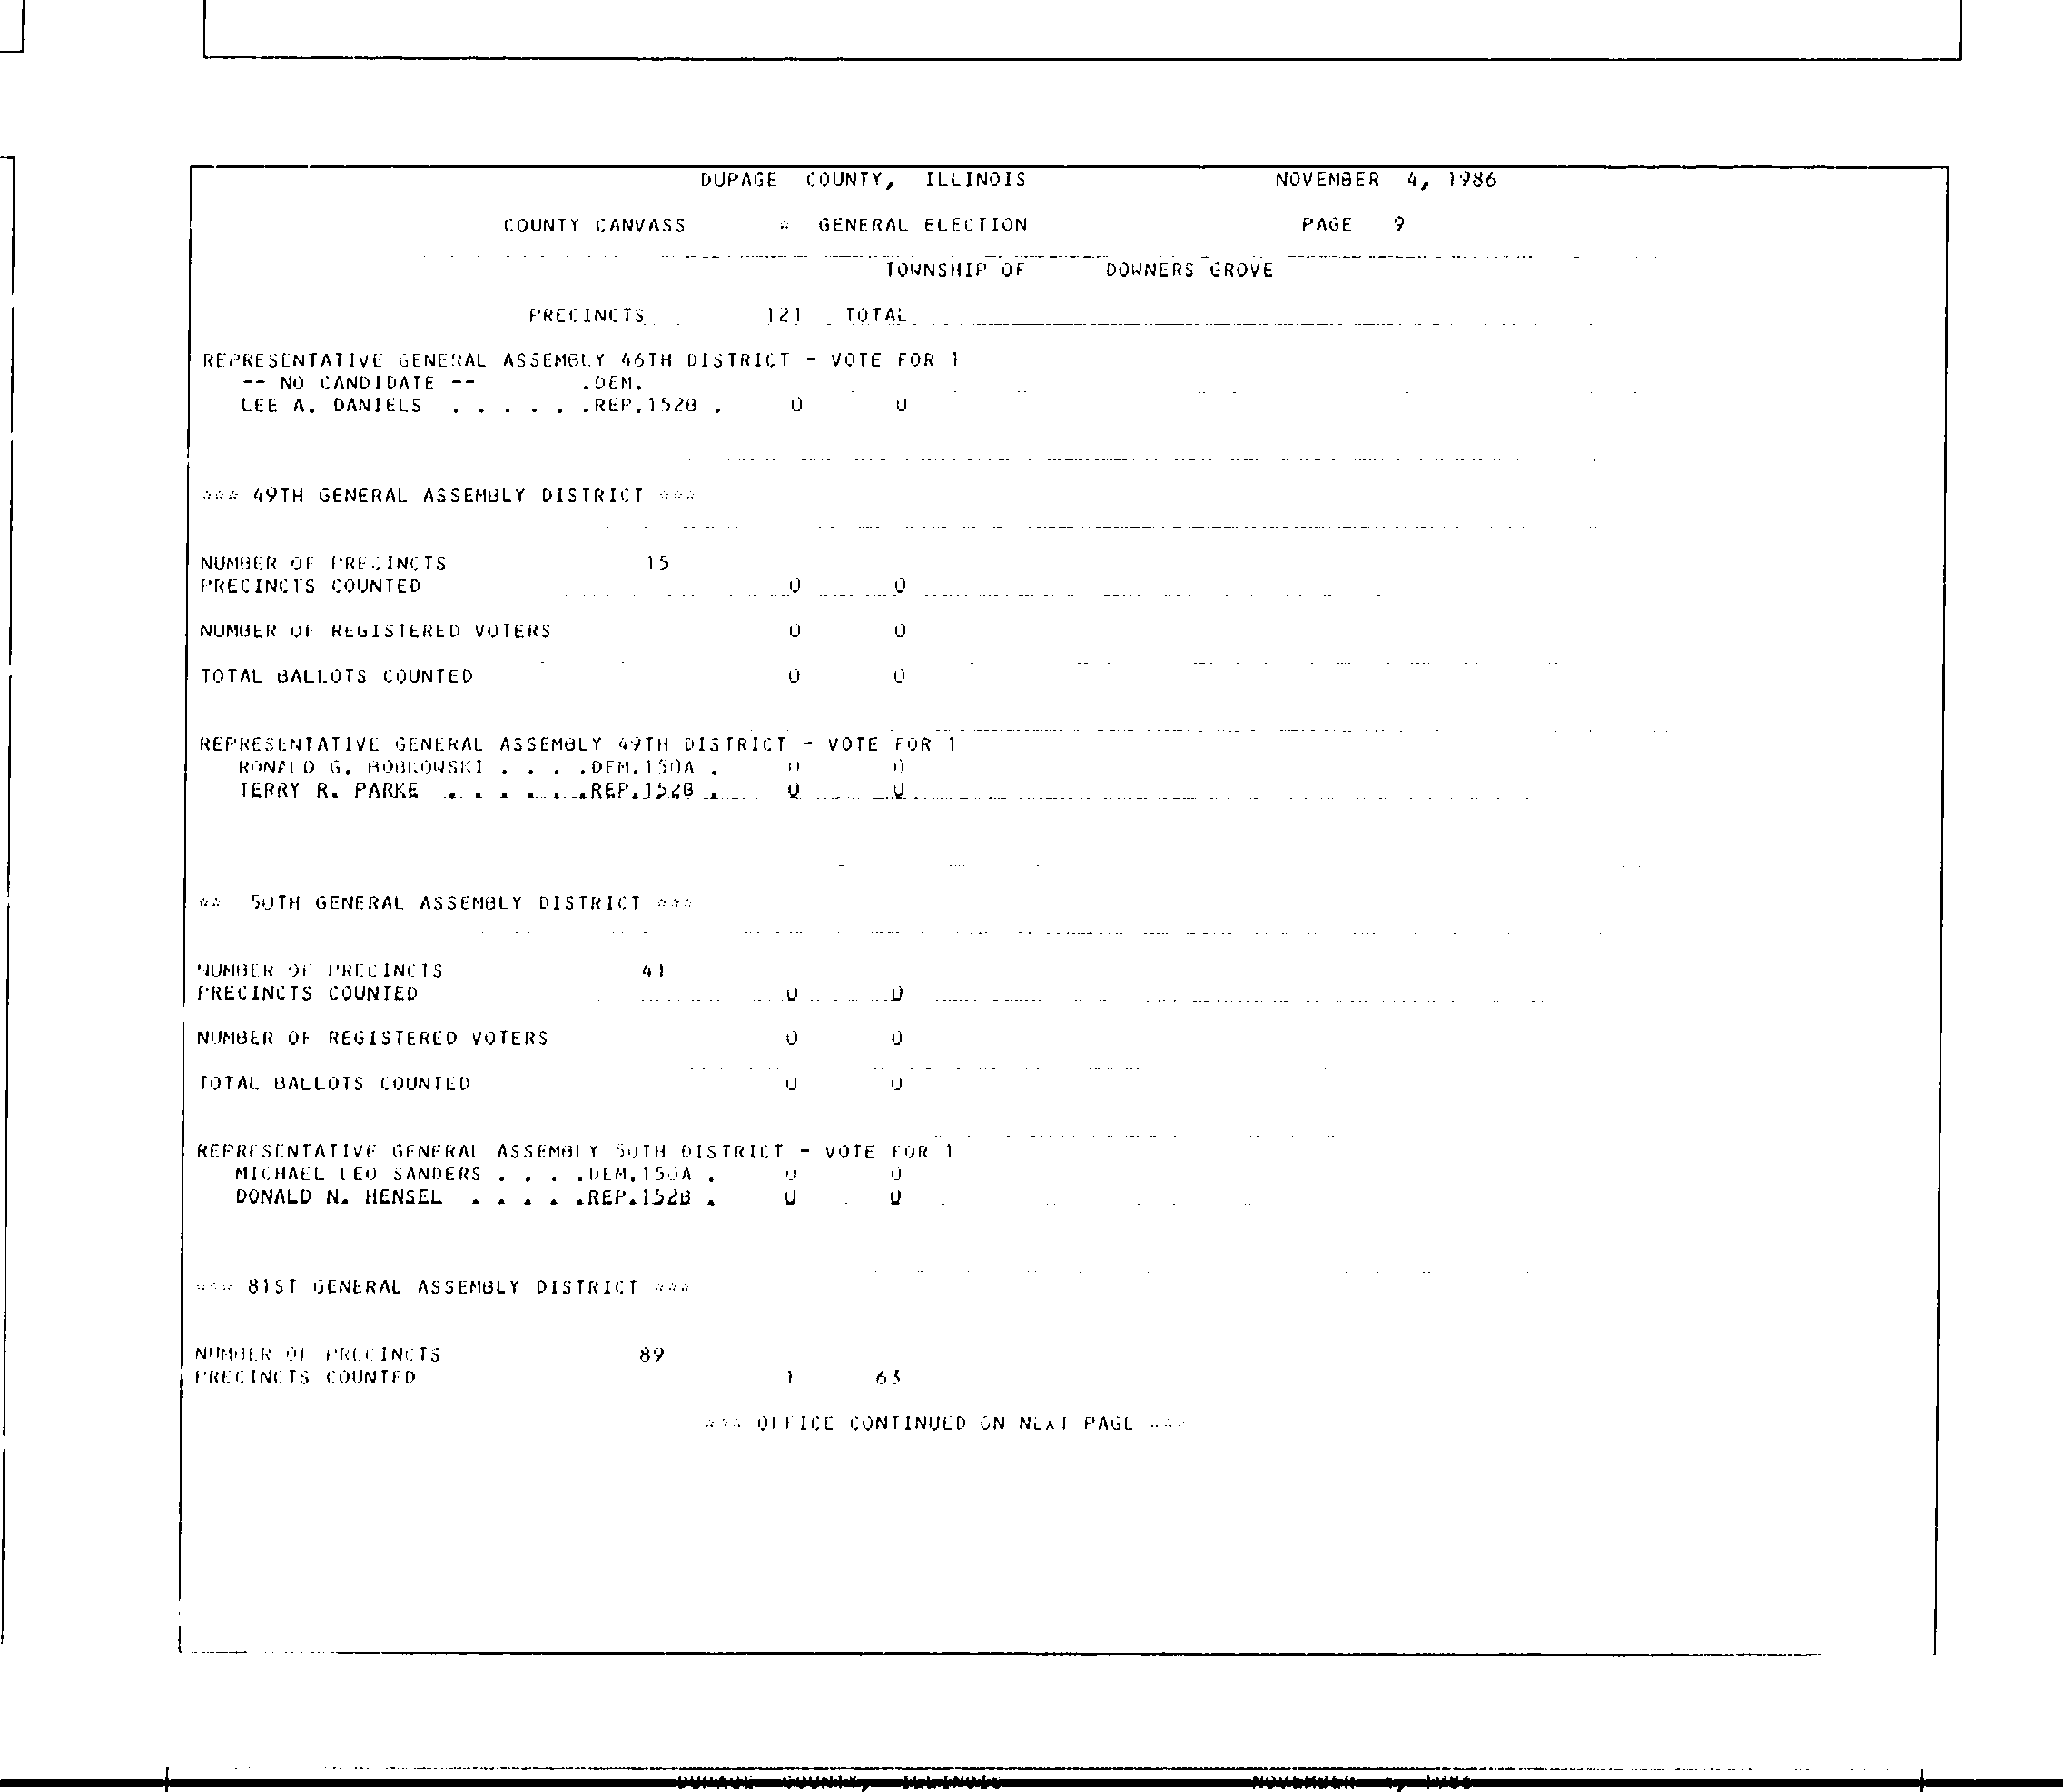 DUPAGE COUNTY, ILLINOIS NOVEMBER 4, 1986
COUNTY CANVASS * GENERAL ELECTION PAGE 9
TOWNSHIP OF DOWNERS GROVE
PRECINCTS 121 TOTAL
REPRESENTATIVE GENERAL ASSEMBLY 46TH DISTRICT - VOTE FOR 1
-- NO CANDIDATE -- .DEM.
LEE A. DANIELS . . . . . .REP.152B . 0 0
*** 49TH GENERAL ASSEMBLY DISTRICT ***
NUMBER OF PRECINCTS 15
PRECINCTS COUNTED 0 0
NUMBER OF REGISTERED VOTERS 0 0
TOTAL BALLOTS COUNTED 0 0
REPRESENTATIVE GENERAL ASSEMBLY 49TH DISTRICT - VOTE FOR 1
RONALD G. BOBKOWSKI . . . .DEM.150A . 0 0
TERRY R. PARKE . . . . . .REP.152B . 0 0
** 50TH GENERAL ASSEMBLY DISTRICT ***
NUMBER OF PRECINCTS 41
PRECINCTS COUNTED 0 0
NUMBER OF REGISTERED VOTERS 0 0
TOTAL BALLOTS COUNTED 0 0
REPRESENTATIVE GENERAL ASSEMBLY 50TH DISTRICT - VOTE FOR 1
MICHAEL LEO SANDERS . . . .DEM.150A . 0 0
DONALD N. HENSEL . . . . .REP.152B . 0 0
*** 81ST GENERAL ASSEMBLY DISTRICT ***
NUMBER OF PRECINCTS 89
PRECINCTS COUNTED 1 63
*** OFFICE CONTINUED ON NEXT PAGE ***
DUPAGE COUNTY, ILLINOIS NOVEMBER 4, 1986